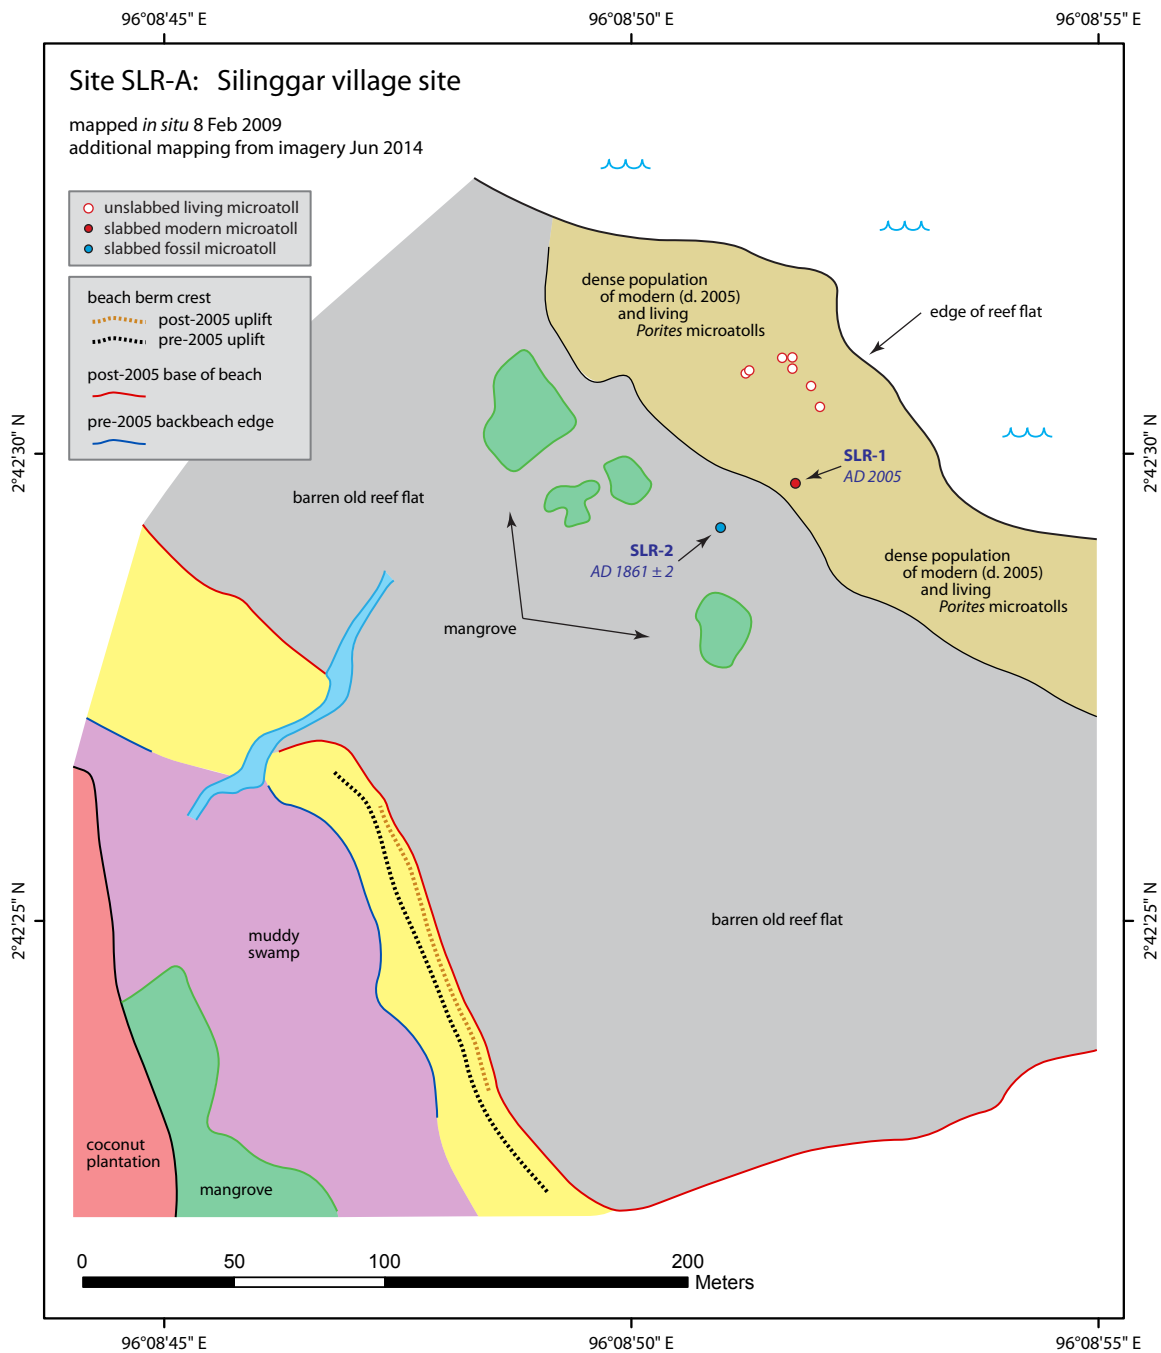 96°08'45" E
96°08'50" E
96°08'55" E
Site SLR-A: Silinggar village site
mapped in situ 8 Feb 2009
additional mapping from imagery Jun 2014
unslabbed living microatoll
slabbed modern microatoll
slabbed fossil microatoll
beach berm crest
post-2005 uplift
pre-2005 uplift
post-2005 base of beach
pre-2005 backbeach edge
dense population
of modern (d. 2005)
and living
Porites microatolls
edge of reef flat
2°42'30" N
2°42'30" N
SLR-1
AD 2005
barren old reef flat
SLR-2
AD 1861 ± 2
dense population
of modern (d. 2005)
and living
Porites microatolls
mangrove
2°42'25" N
2°42'25" N
barren old reef flat
muddy
swamp
coconut
plantation
mangrove
0
50
100
200
Meters
96°08'45" E
96°08'50" E
96°08'55" E